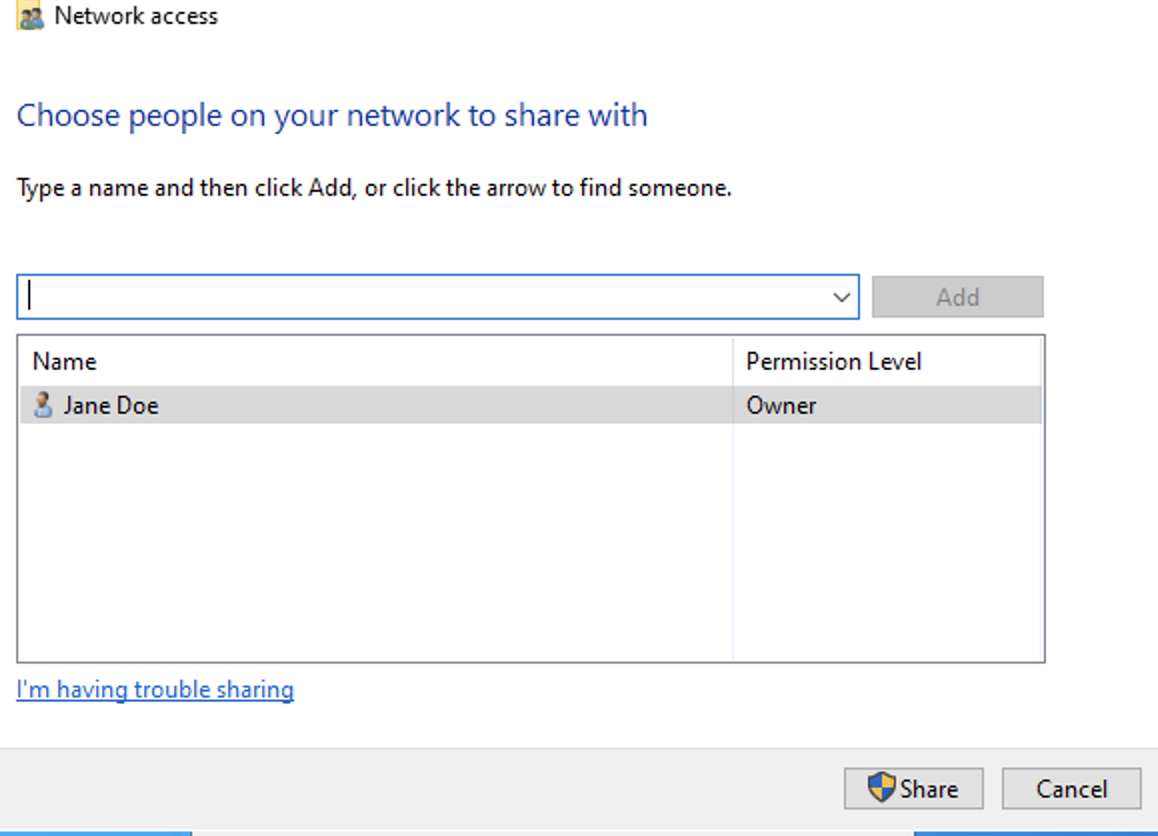 Network access
Choose people on your network to share with
Type a name and then click Add, or click the arrow to find someone.
Add
Name Permission Level
Jane Doe Owner
I'm having trouble sharing
Share Cancel